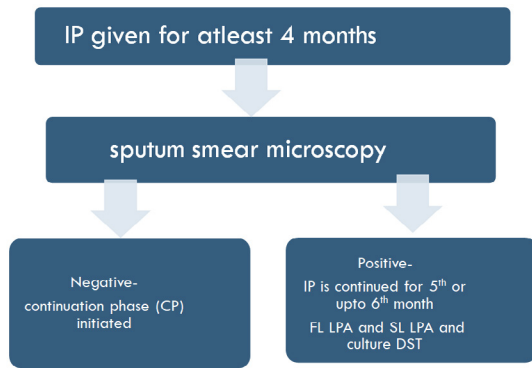 IP given for atleast 4 months
sputum smear microscopy
Negative-
continuation phase (CP)
initiated
Positive-
IP is continued for 5th or
upto 6th month
FL LPA and SL LPA and
culture DST